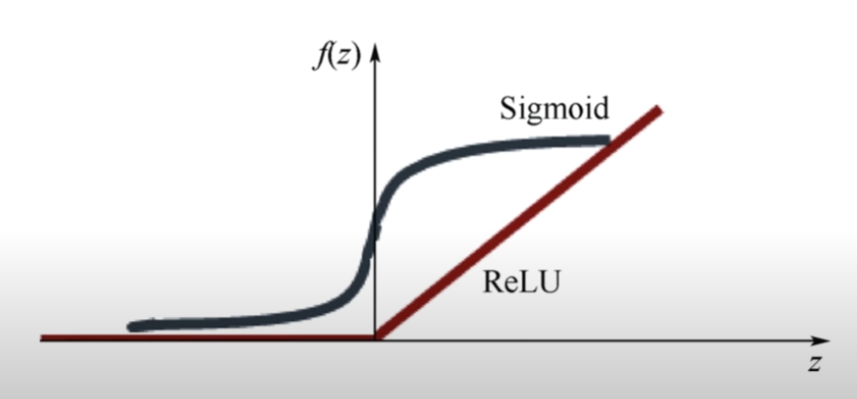 f(z)
Sigmoid
ReLU
z